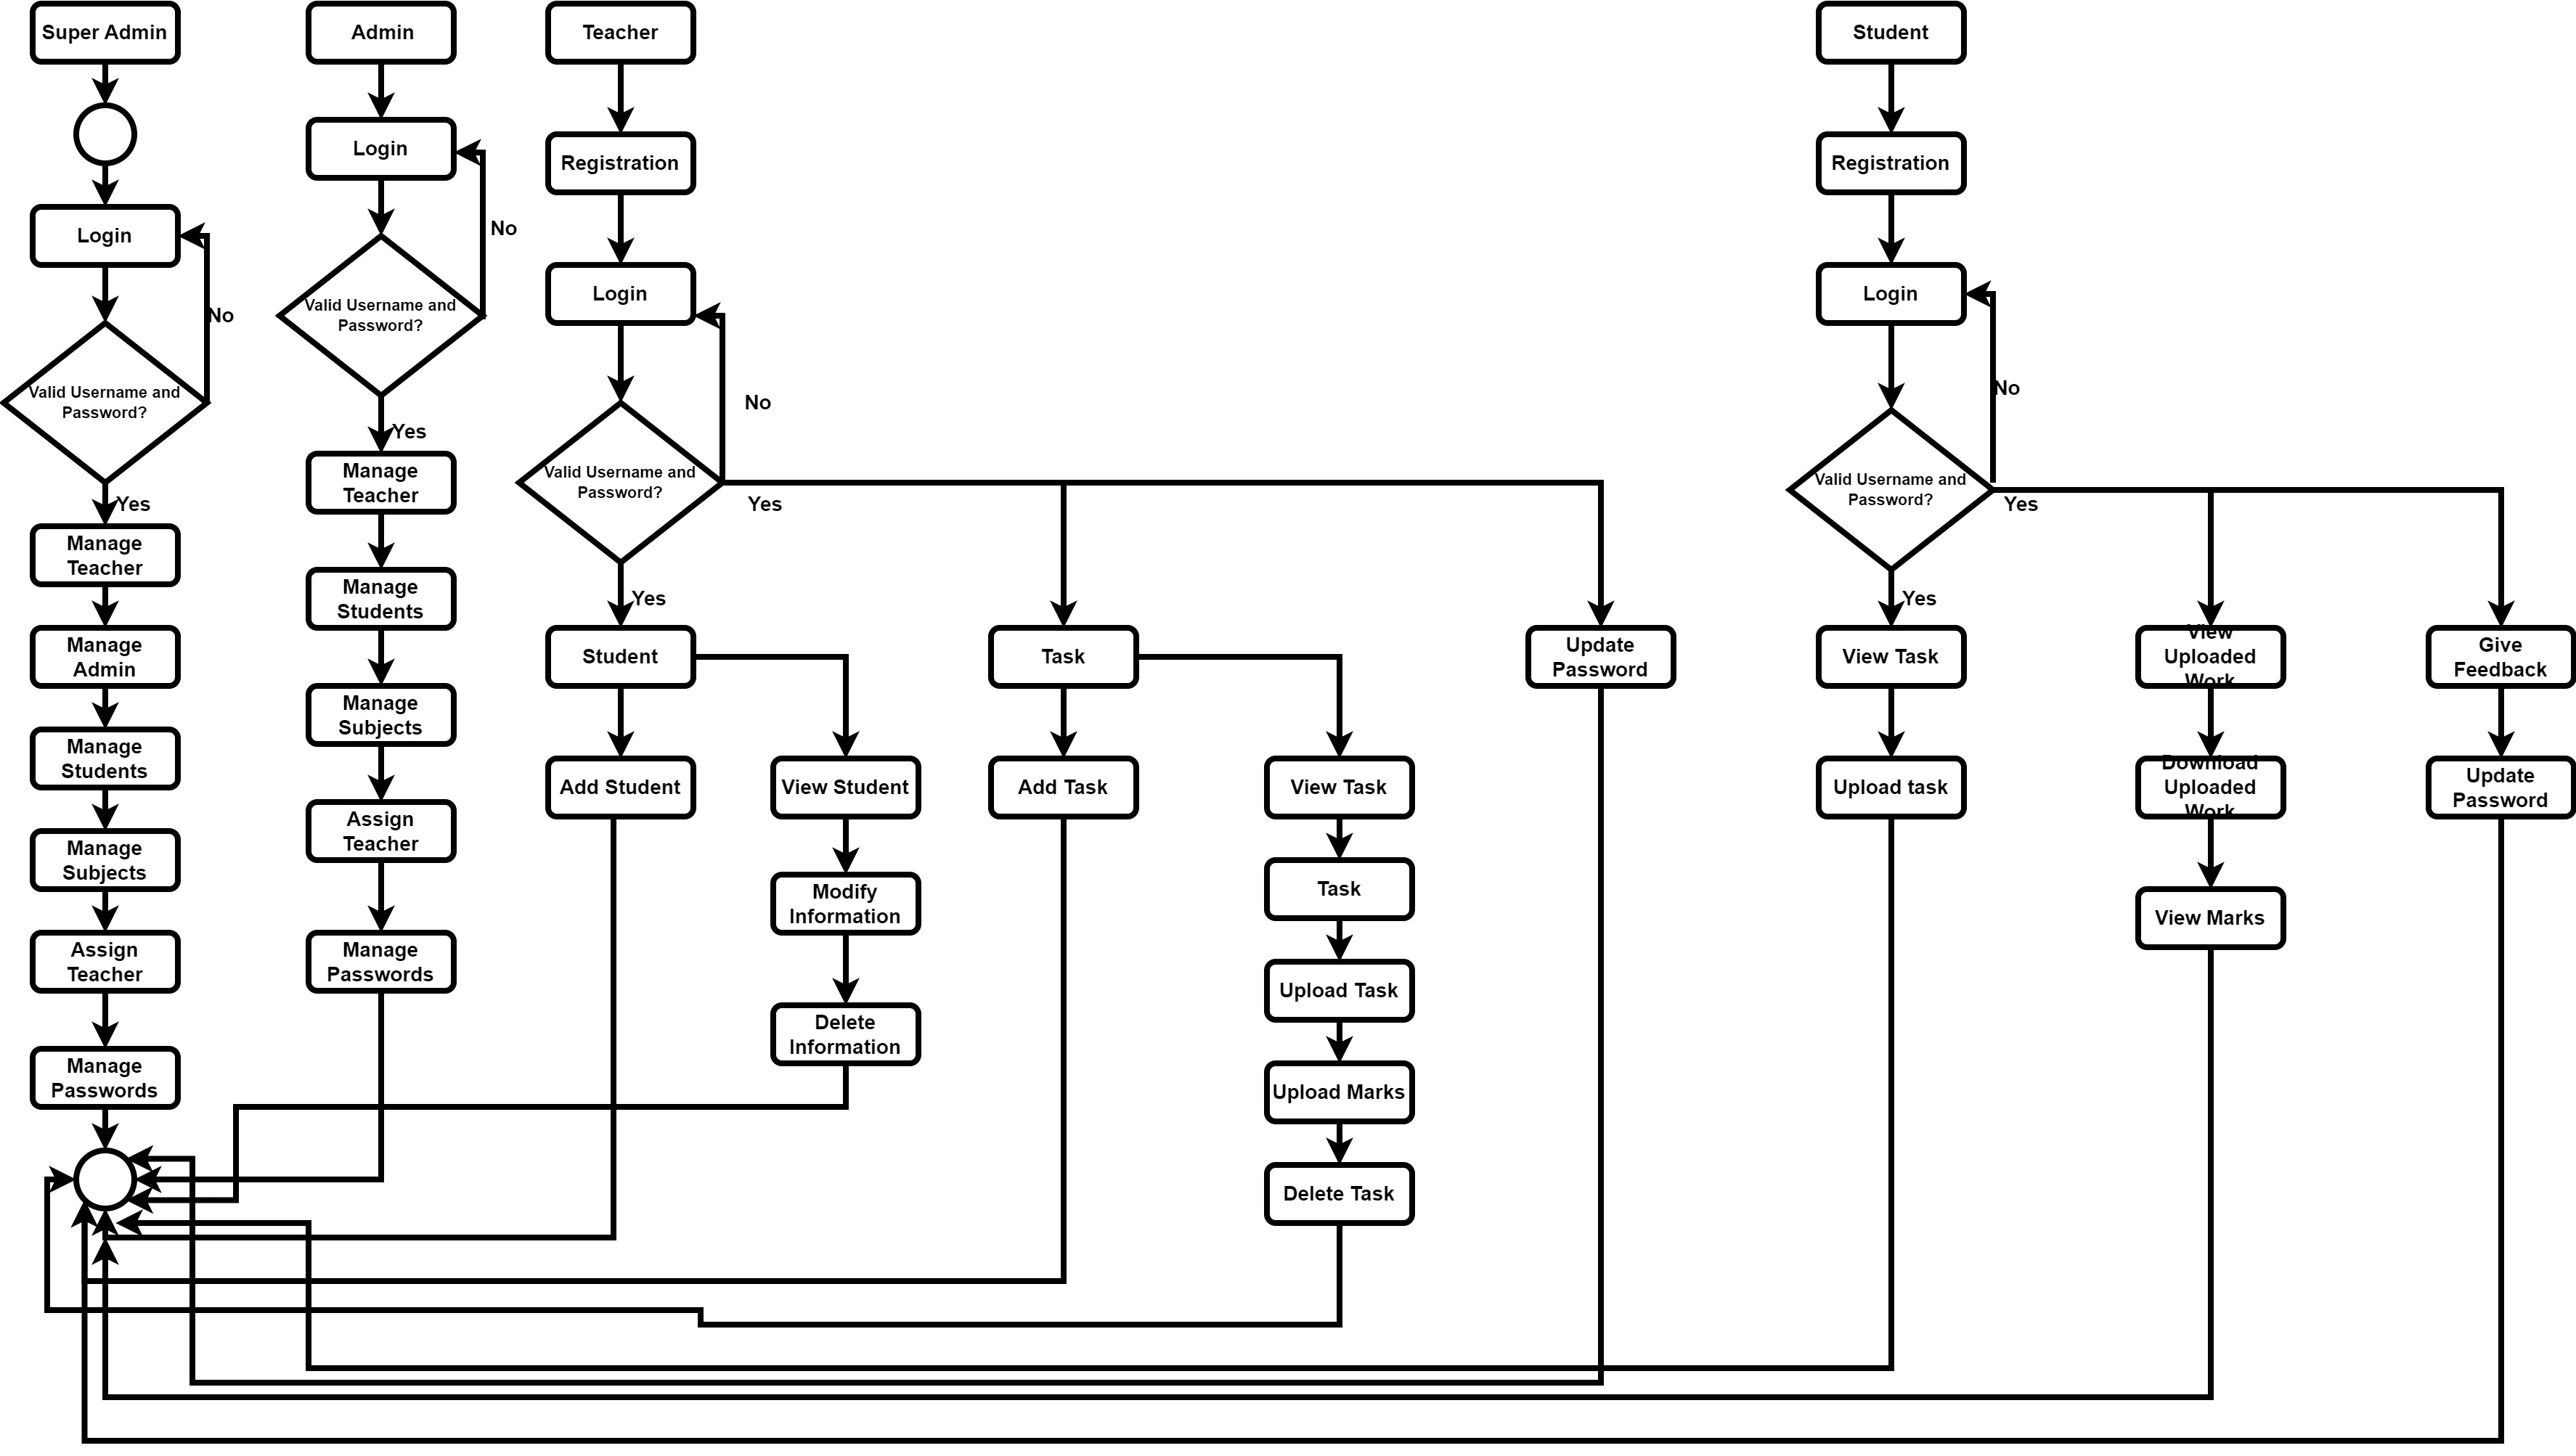 Super Admin
Login
No
Valid Username and
Password?
Yes
Manage
Teacher
Manage
Admin
Manage
Students
Manage
Subjects
Assign
Teacher
Manage
Passwords
Admin
Login
No
Valid Username and
Password?
Yes
Manage
Teacher
Manage
Students
Manage
Subjects
Assign
Teacher
Manage
Passwords
Teacher
Registration
Login
No
Valid Username and
Password?
Yes
Yes
Student
Add Student
View Student
Modify
Information
Delete
Information
Task
Add Task
View Task
Task
Upload Task
Upload Marks
Delete Task
Update
Password
Student
Registration
Login
No
Valid Username and
Password?
Yes
Yes
View Task
Upload task
View
Uploaded
Work
Download
Uploaded
Work
View Marks
Give
Feedback
Update
Password